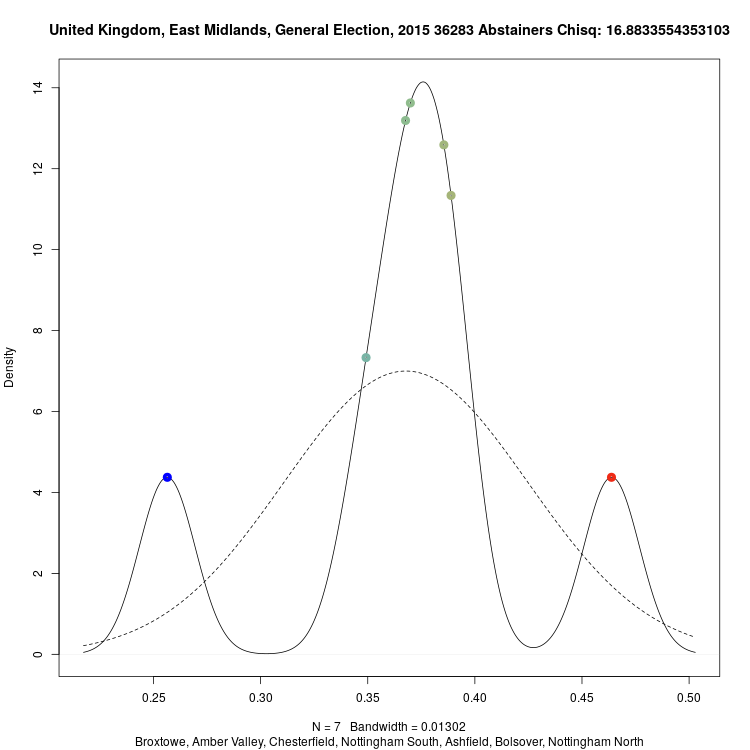 United Kingdom, East Midlands, General Election, 2015 36283 Abstainers Chisq: 16.8833554353103
Density
14
12
10
8
6
4
2
0
0.25 0.30 0.35 0.40 0.45 0.50
N = 7 Bandwidth = 0.01302
Broxtowe, Amber Valley, Chesterfield, Nottingham South, Ashfield, Bolsover, Nottingham North